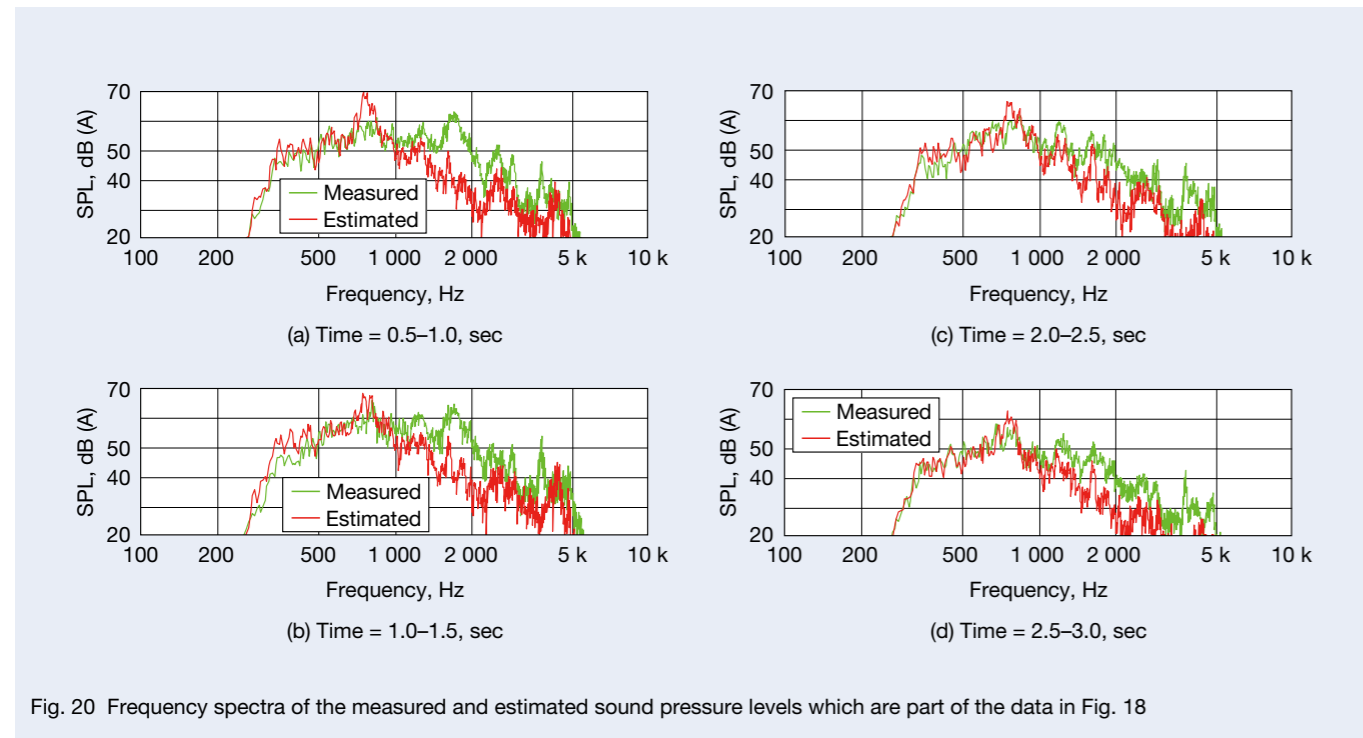 70
50
40
20
SPL, dB (A)
Measured
Estimated
100 200 500 1 000 2 000 5 k 10 k
Frequency, Hz
(a) Time = 0.5–1.0, sec
70
50
40
20
SPL, dB (A)
Measured
Estimated
100 200 500 1 000 2 000 5 k 10 k
Frequency, Hz
(b) Time = 1.0–1.5, sec
70
50
40
20
SPL, dB (A)
100 200 500 1 000 2 000 5 k 10 k
Frequency, Hz
(c) Time = 2.0–2.5, sec
70
50
40
20
SPL, dB (A)
Measured
Estimated
100 200 500 1 000 2 000 5 k 10 k
Frequency, Hz
(d) Time = 2.5–3.0, sec
Fig. 20 Frequency spectra of the measured and estimated sound pressure levels which are part of the data in Fig. 18